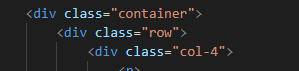 <div class="container">
<div class="row">
<div class="col-4">
<p>